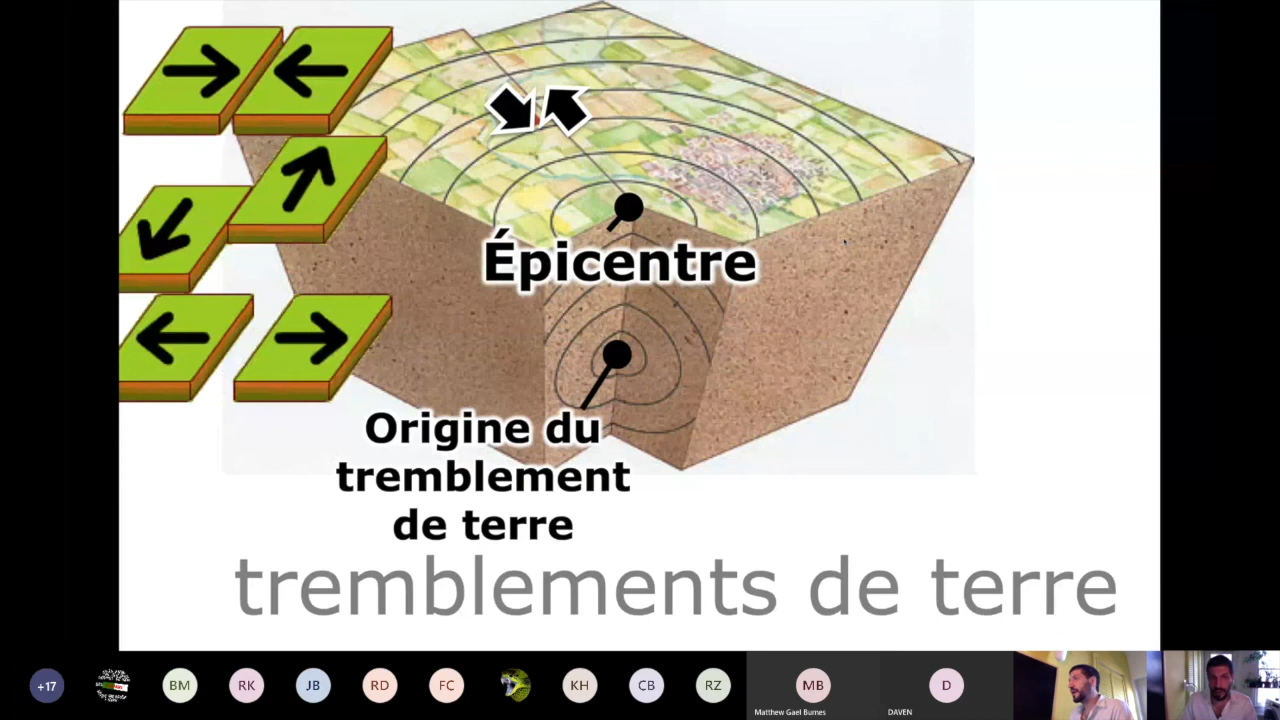 Épicentre
Origine du
tremblement
de terre
tremblements de terre
+17
BM
RK
JB
RD
FC
KH
CB
RZ
MB
D
Matthew Gael Burnes
DAVEN